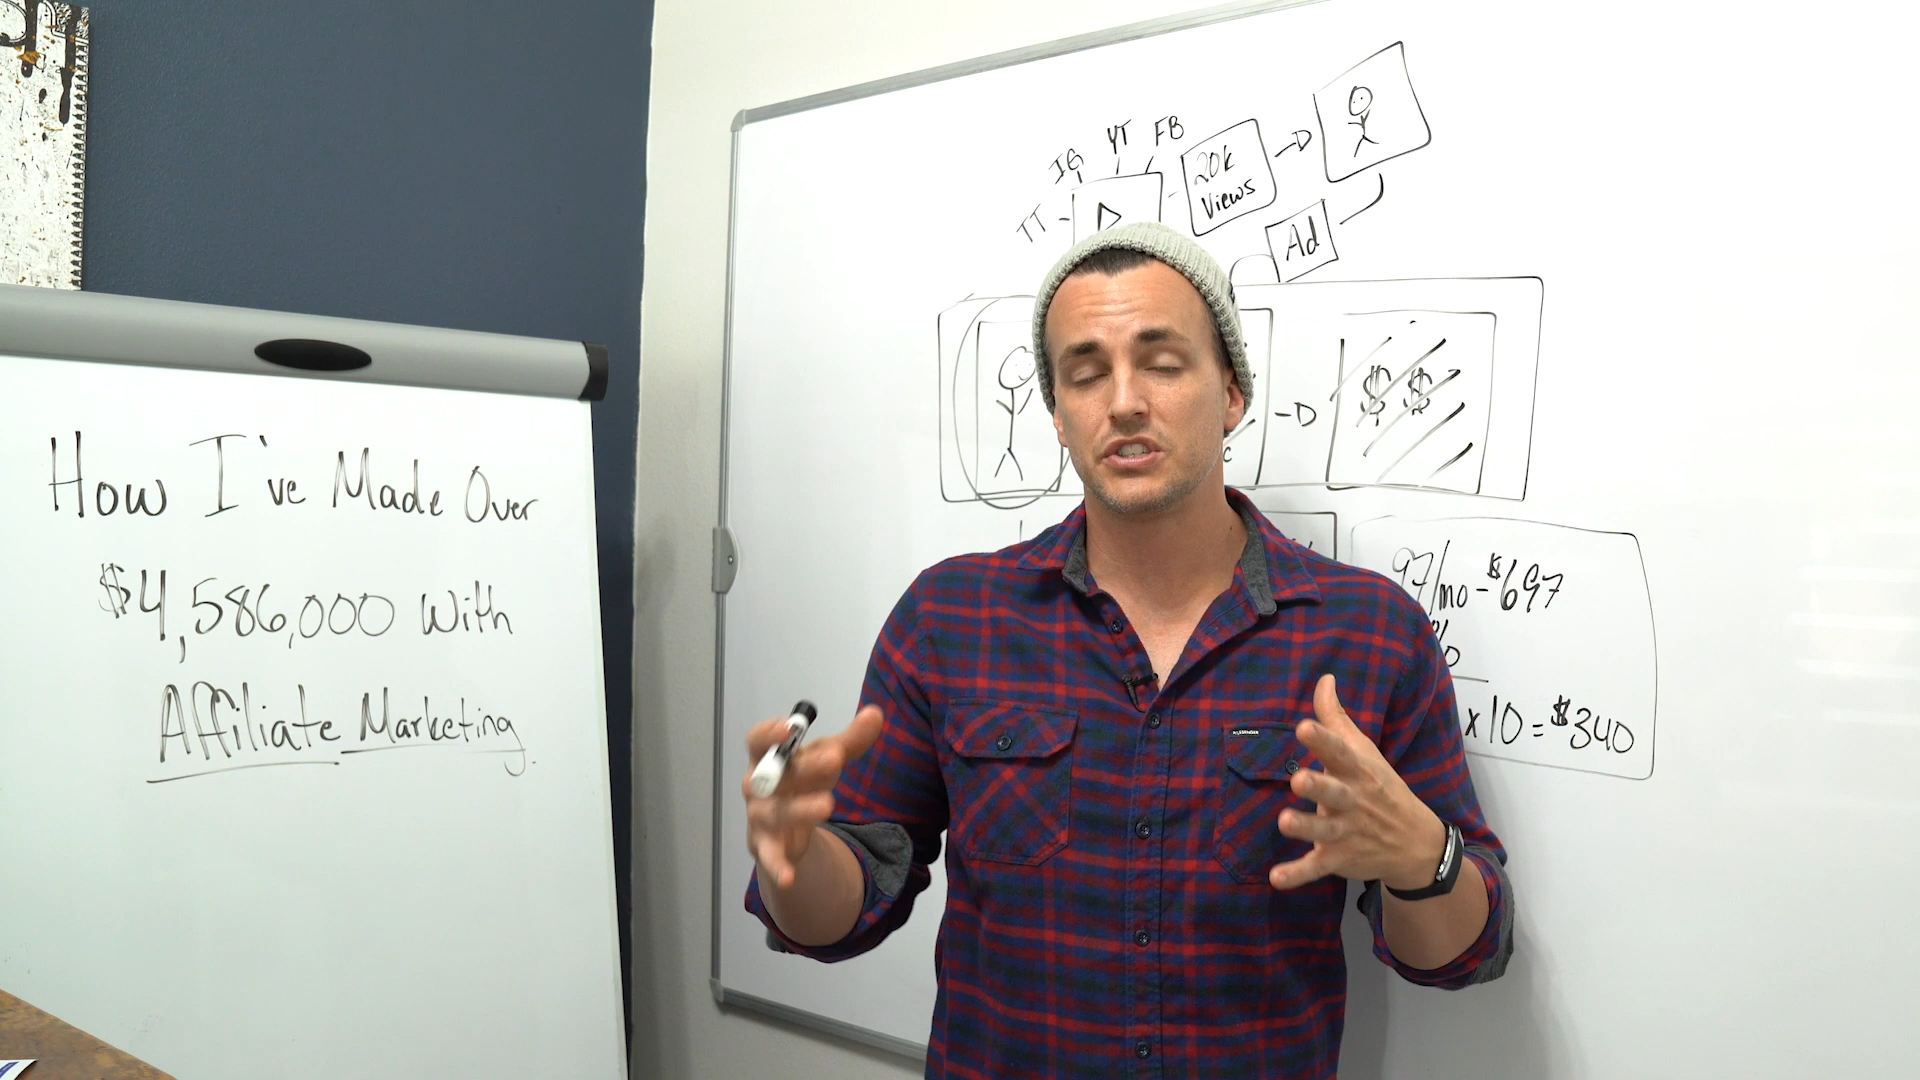 How I've Made Over
$4,586,000 With
Affiliate Marketing.
IG YT FB
TT
20k
Views
Ad
$ $
c
97/mo - $697
x 10 = $340